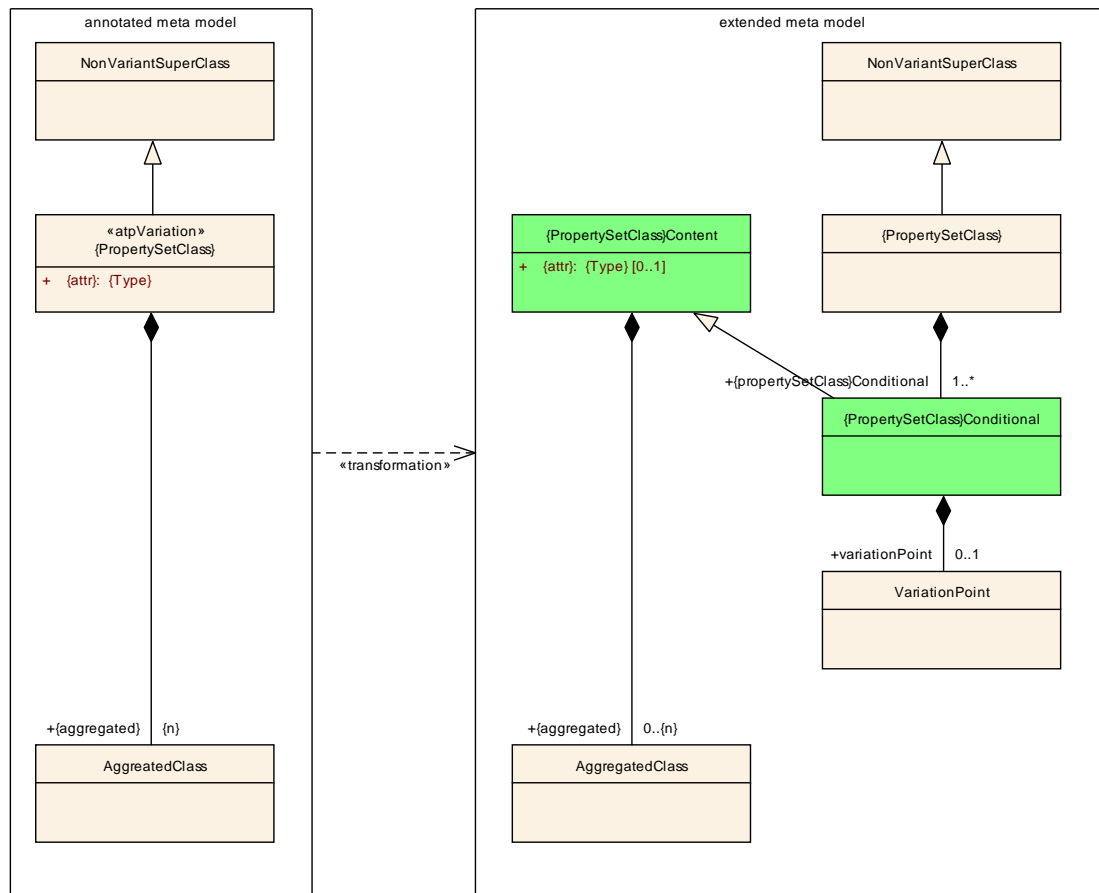 annotated meta model
NonVariantSuperClass
«atpVariation»
{PropertySetClass}
+ {attr}: {Type}
+{aggregated} {n}
AggreatedClass
«transformation»
extended meta model
NonVariantSuperClass
{PropertySetClass}Content
+ {attr}: {Type} [0..1]
{PropertySetClass}
+{propertySetClass}Conditional 1..*
{PropertySetClass}Conditional
+variationPoint 0..1
VariationPoint
+{aggregated} 0..{n}
AggregatedClass